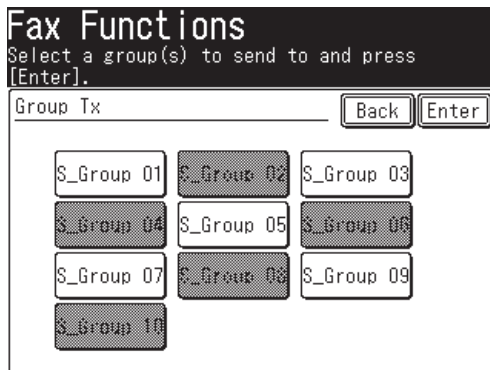 Fax Functions
Select a group(s) to send to and press
[Enter].
Group Tx Back Enter
S_Group 01 S_Group 02 S_Group 03
S_Group 04 S_Group 05 S_Group 06
S_Group 07 S_Group 08 S_Group 09
S_Group 10